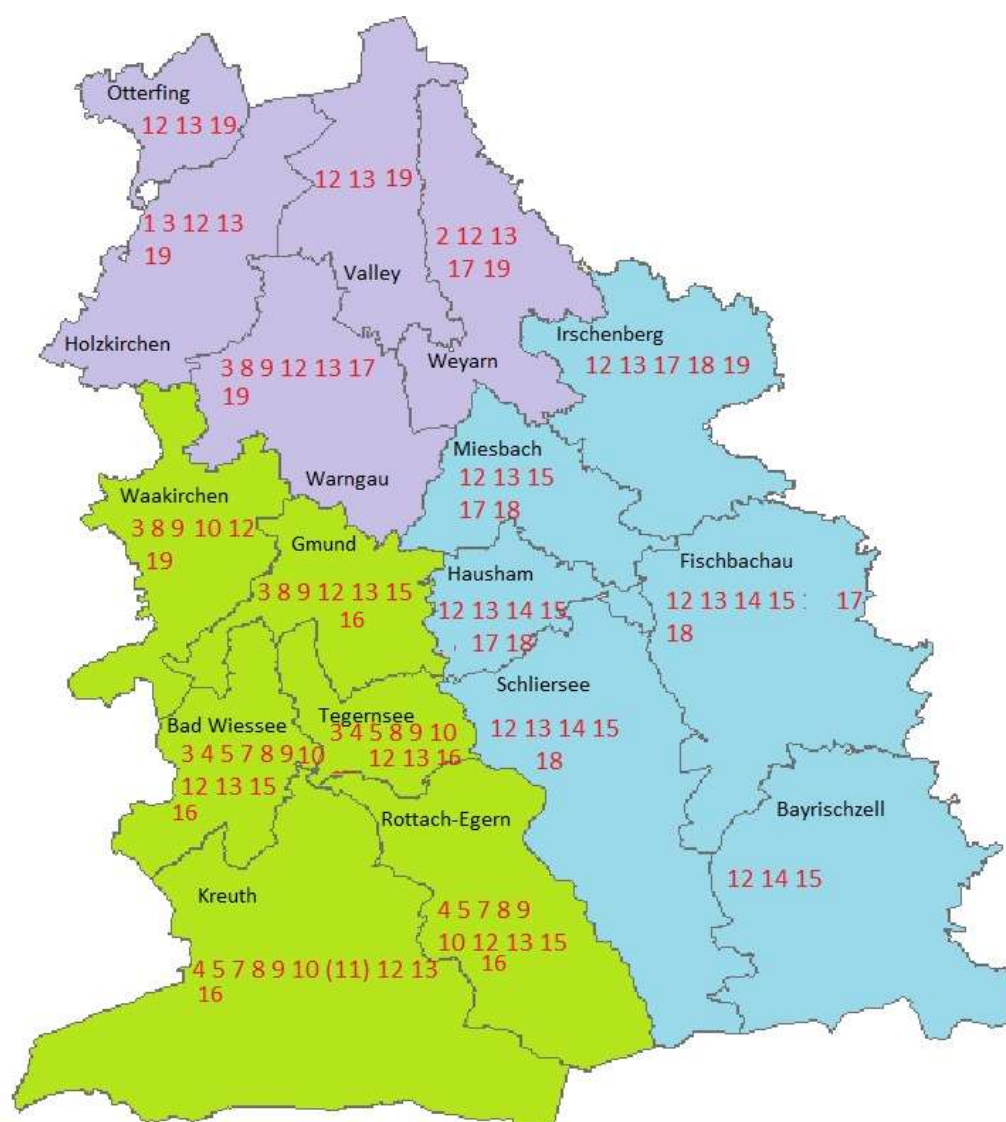 Otterfing
12 13 19
12 13 19
1 3 12 13
19
2 12 13
17 19
Valley
Holzkirchen
Irschenberg
12 13 17 18 19
3 8 9 12 13 17
19
Weyarn
Miesbach
12 13 15
17 18
Warngau
Waakirchen
3 8 9 10 12
19
Gmund
3 8 9 12 13 15
16
Hausham
12 13 14 15
17 18
Fischbachau
12 13 14 15 17
18
Schliersee
12 13 14 15
18
Bad Wiessee
3 4 5 7 8 9 10
12 13 15
16
Tegernsee
3 4 5 8 9 10
12 13 16
Rottach-Egern
4 5 7 8 9
10 12 13 15
16
Bayrischzell
12 14 15
Kreuth
4 5 7 8 9 10 (11) 12 13
16